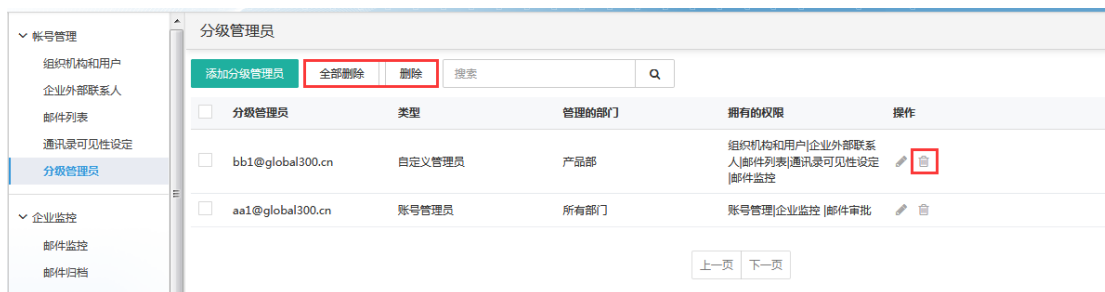 帐号管理
组织机构和用户
企业外部联系人
邮件列表
通讯录可见性设定
分级管理员
企业监控
邮件监控
邮件归档
分级管理员
添加分级管理员 全部删除 删除 搜索
分级管理员 类型 管理的部门 拥有的权限 操作
bb1@global300.cn 自定义管理员 产品部 组织机构和用户|企业外部联系
人|邮件列表|通讯录可见性设定
|邮件监控
aa1@global300.cn 账号管理员 所有部门 账号管理|企业监控 |邮件审批
上一页 下一页